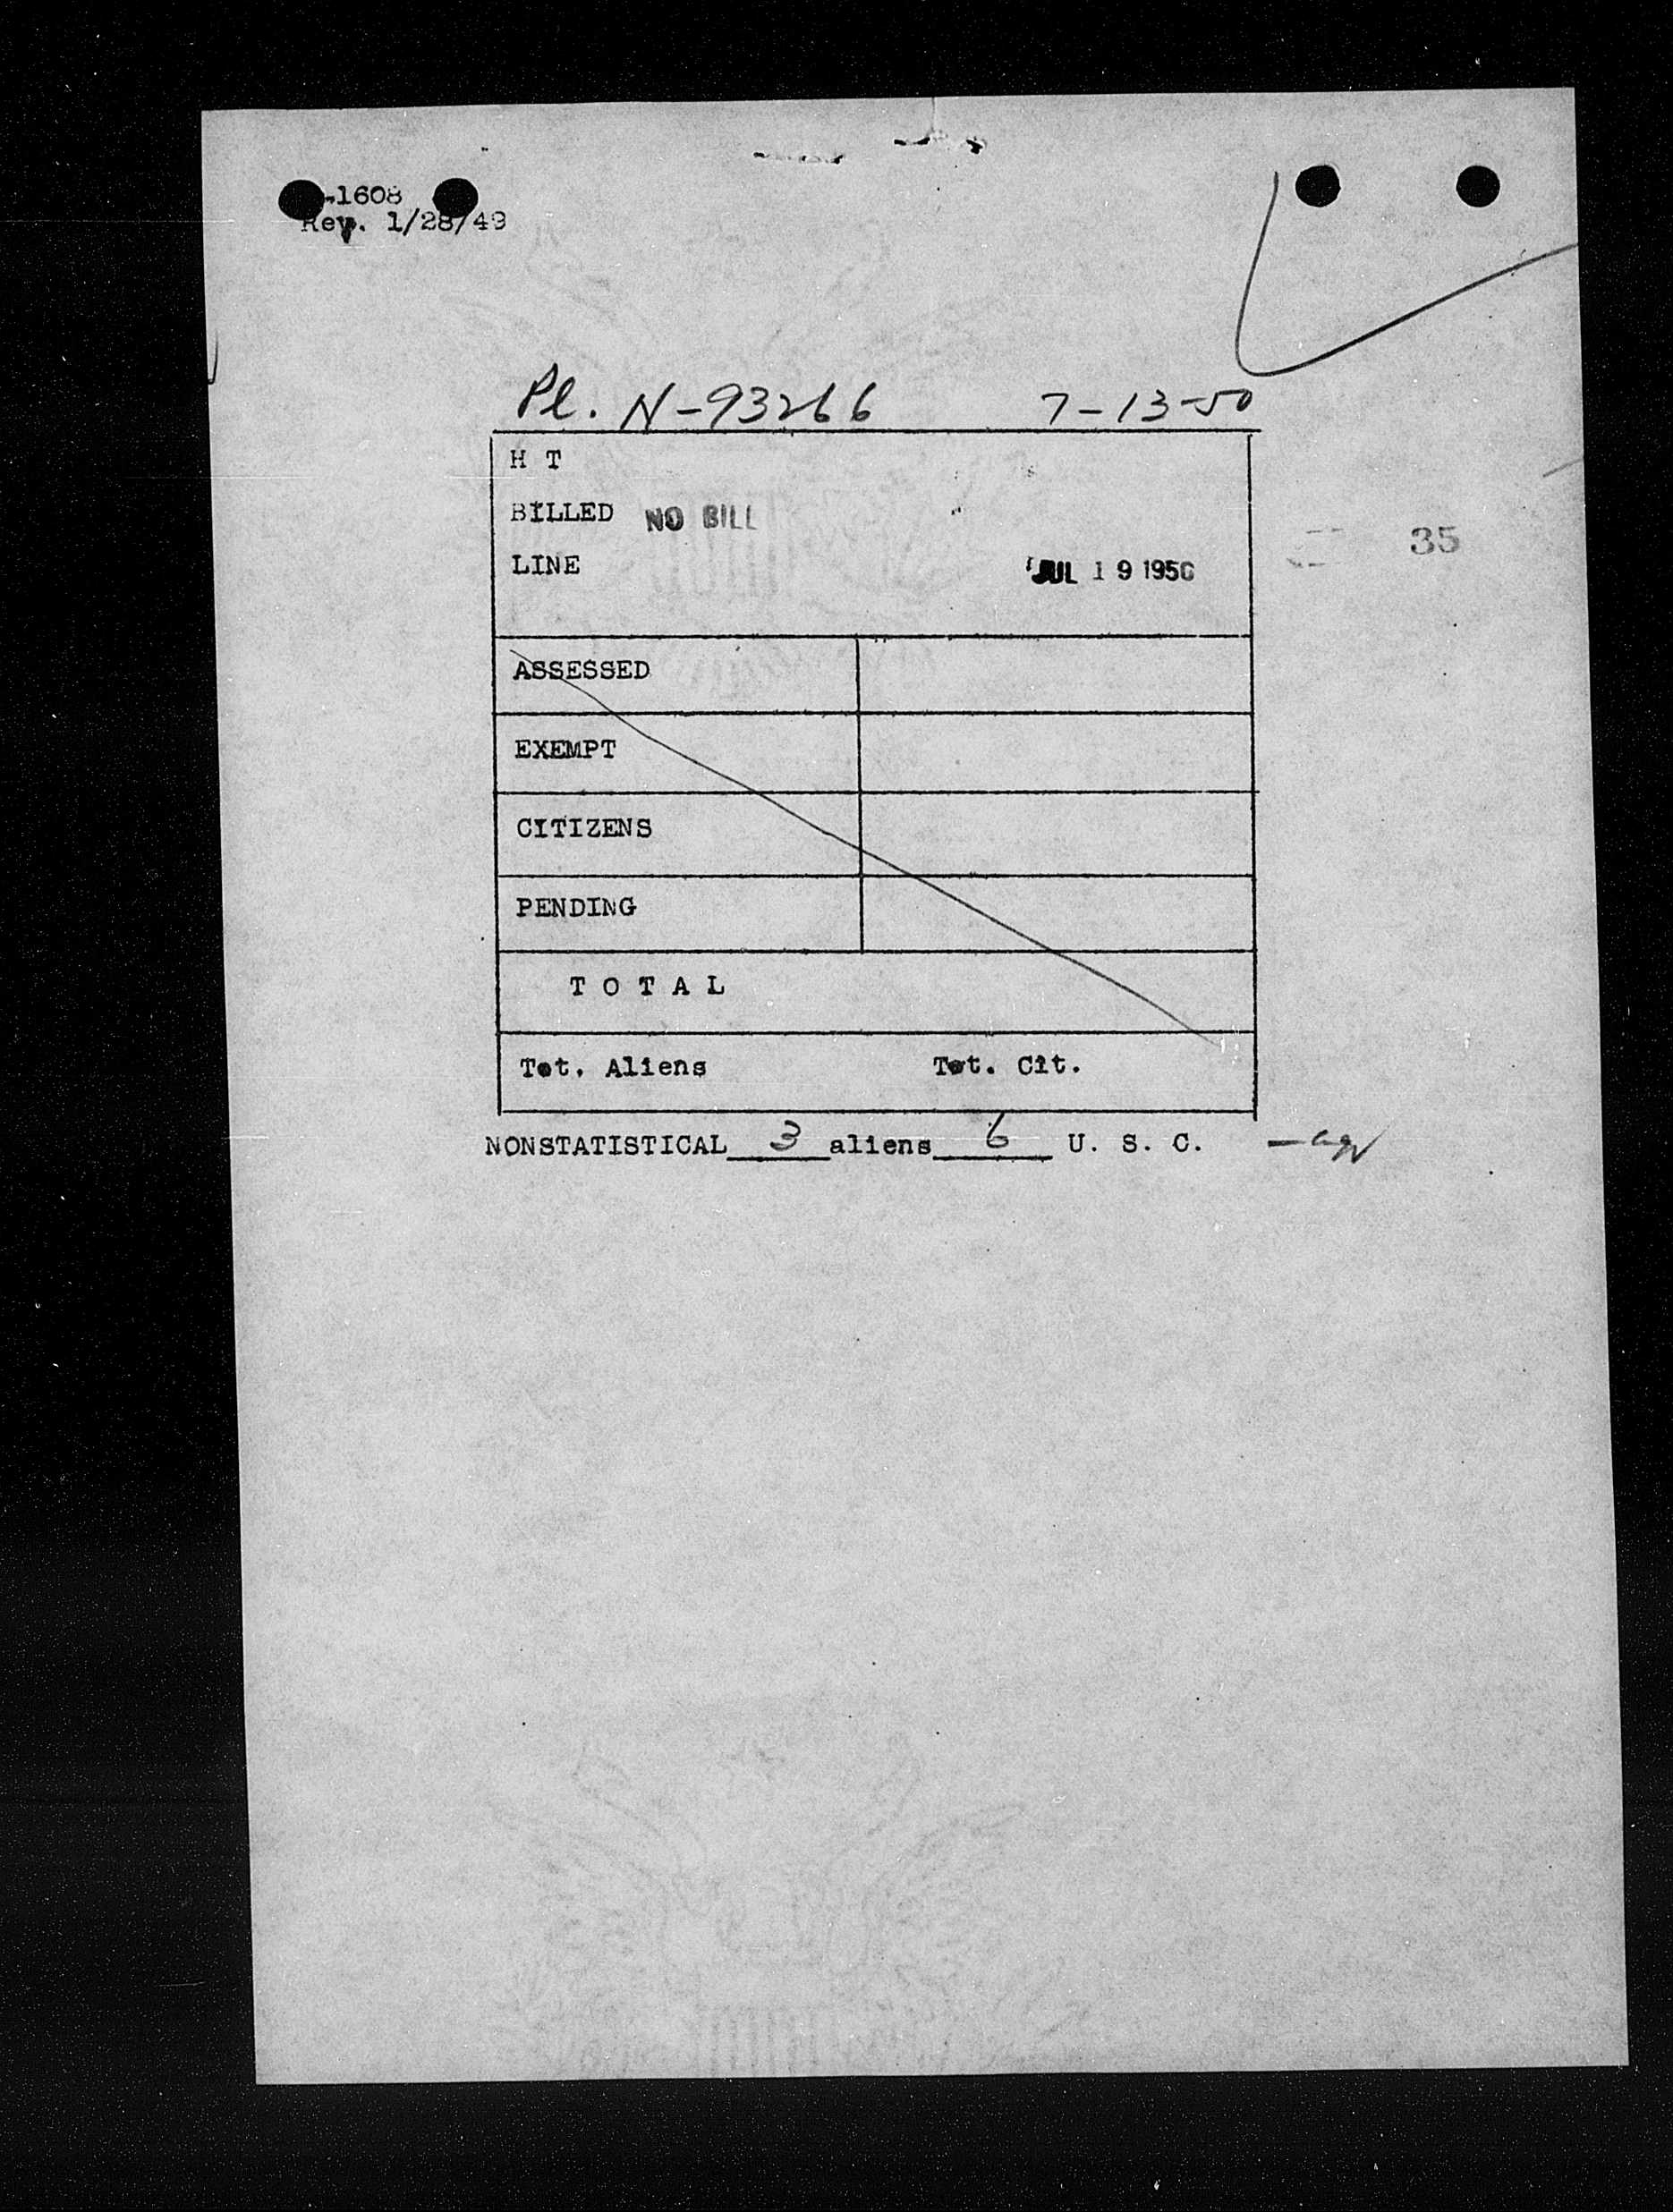 -1608
Rev. 1/28/49
Pl. N-93266 7-13-50
H T
BILLED NO BILL
35
LINE JUL 19 1950
ASSESSED
EXEMPT
CITIZENS
PENDING
T O T A L
Tot. Aliens Tot. Cit.
NONSTATISTICAL 3 aliens 6 U. S. C.